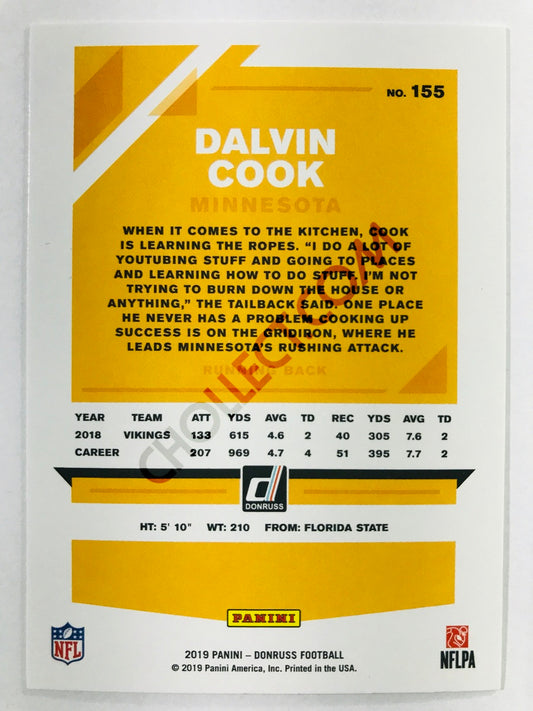 NO. 155
DALVIN
COOK
MINNESOTA
WHEN IT COMES TO THE KITCHEN, COOK
IS LEARNING THE ROPES. “I DO A LOT OF
YOUTUBING STUFF AND GOING TO PLACES
AND LEARNING HOW TO DO STUFF. I’M NOT
TRYING TO BURN DOWN THE HOUSE OR
ANYTHING,” THE TAILBACK SAID. ONE PLACE
HE NEVER HAS A PROBLEM COOKING UP
SUCCESS IS ON THE GRIDIRON, WHERE HE
LEADS MINNESOTA’S RUSHING ATTACK.
RUNNING BACK
CHOLLECT.COM
YEAR TEAM ATT YDS AVG TD REC YDS AVG TD
2018 VIKINGS 133 615 4.6 2 40 305 7.6 2
CAREER 207 969 4.7 4 51 395 7.7 2
d
DONRUSS
HT: 5' 10" WT: 210 FROM: FLORIDA STATE
PANINI
NFL
2019 PANINI – DONRUSS FOOTBALL
© 2019 Panini America, Inc. Printed in the USA.
NFLPA